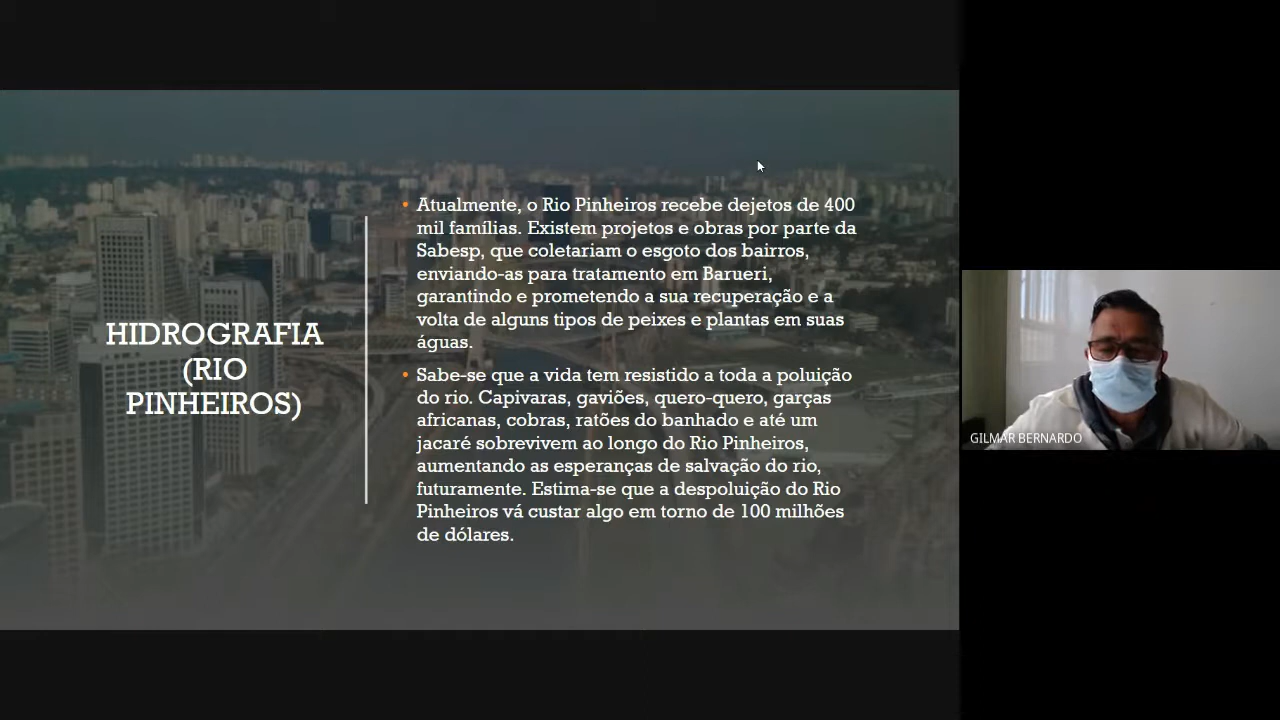 HIDROGRAFIA
(RIO
PINHEIROS)
• Atualmente, o Rio Pinheiros recebe dejetos de 400
mil famílias. Existem projetos e obras por parte da
Sabesp, que coletariam o esgoto dos bairros,
enviando-as para tratamento em Barueri,
garantindo e prometendo a sua recuperação e a
volta de alguns tipos de peixes e plantas em suas
águas.
• Sabe-se que a vida tem resistido a toda a poluição
do rio. Capivaras, gaviões, quero-quero, garças
africanas, cobras, ratões do banhado e até um
jacaré sobrevivem ao longo do Rio Pinheiros,
aumentando as esperanças de salvação do rio,
futuramente. Estima-se que a despoluição do Rio
Pinheiros vá custar algo em torno de 100 milhões
de dólares.
GILMAR BERNARDO